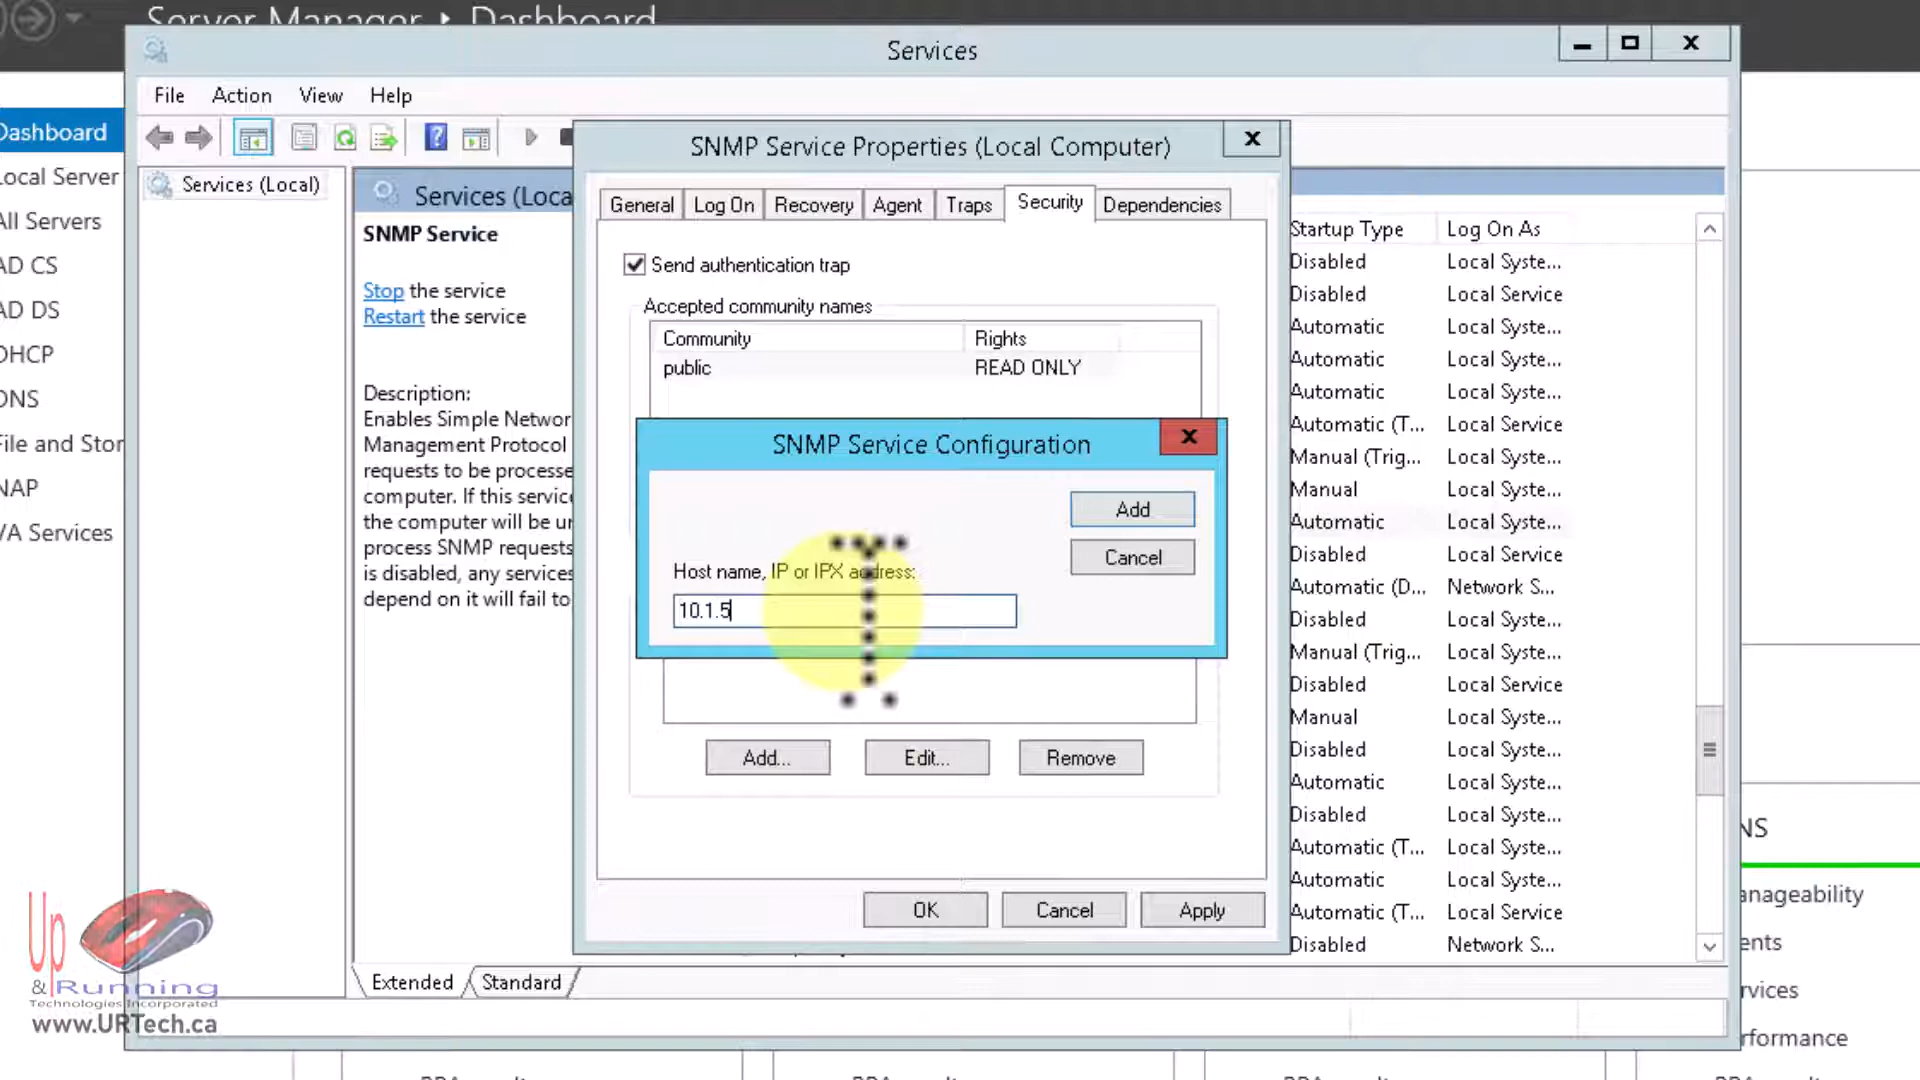 Server Manager ▸ Dashboard
Services
File Action View Help
Dashboard
Local Server
All Servers
AD CS
AD DS
DHCP
DNS
File and Stor
NAP
VA Services
Services (Local)
Services (Loca
SNMP Service
Stop the service
Restart the service
Description:
Enables Simple Networ
Management Protocol
requests to be processe
computer. If this servic
the computer will be un
process SNMP requests
is disabled, any services
depend on it will fail to
SNMP Service Properties (Local Computer)
General Log On Recovery Agent Traps Security Dependencies
Send authentication trap
Accepted community names
Community Rights
public READ ONLY
SNMP Service Configuration
Add
Cancel
Host name, IP or IPX address:
10.1.5
Add... Edit... Remove
OK Cancel Apply
Startup Type Log On As
Disabled Local Syste...
Disabled Local Service
Automatic Local Syste...
Automatic Local Syste...
Automatic Local Syste...
Automatic (T... Local Service
Manual (Trig... Local Syste...
Manual Local Syste...
Automatic Local Syste...
Disabled Local Service
Automatic (D... Network S...
Disabled Local Syste...
Manual (Trig... Local Syste...
Disabled Local Service
Manual Local Syste...
Disabled Local Syste...
Automatic Local Syste...
Disabled Local Syste...
Automatic (T... Local Syste...
Automatic Local Syste...
Automatic (T... Local Service
Disabled Network S...
Extended Standard
NS
anageability
ents
rvices
rformance
Up
& Running
Technologies Incorporated
www.URTech.ca